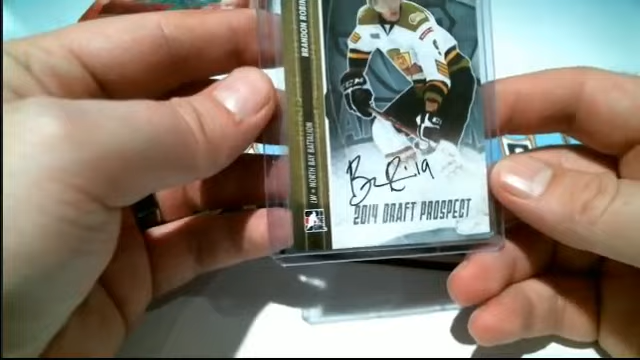 BRANDON ROBIN
LW • NORTH BAY BATTALION
2014 DRAFT PROSPECT